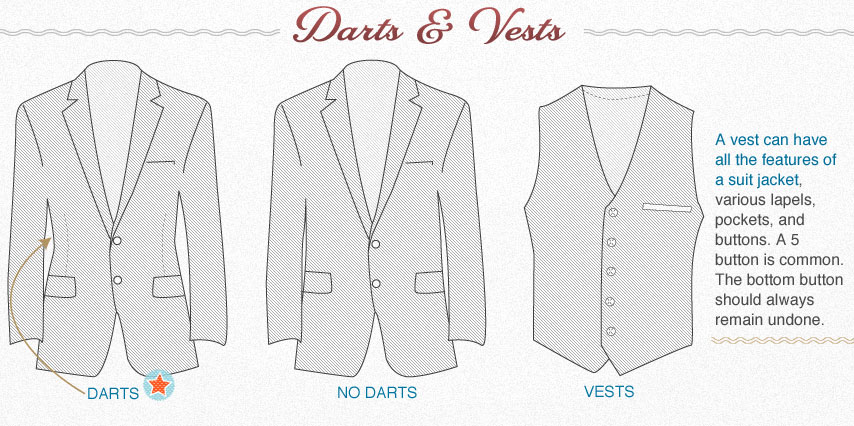 Darts & Vests
A vest can have
all the features of
a suit jacket,
various lapels,
pockets, and
buttons. A 5
button is common.
The bottom button
should always
remain undone.
DARTS
NO DARTS
VESTS